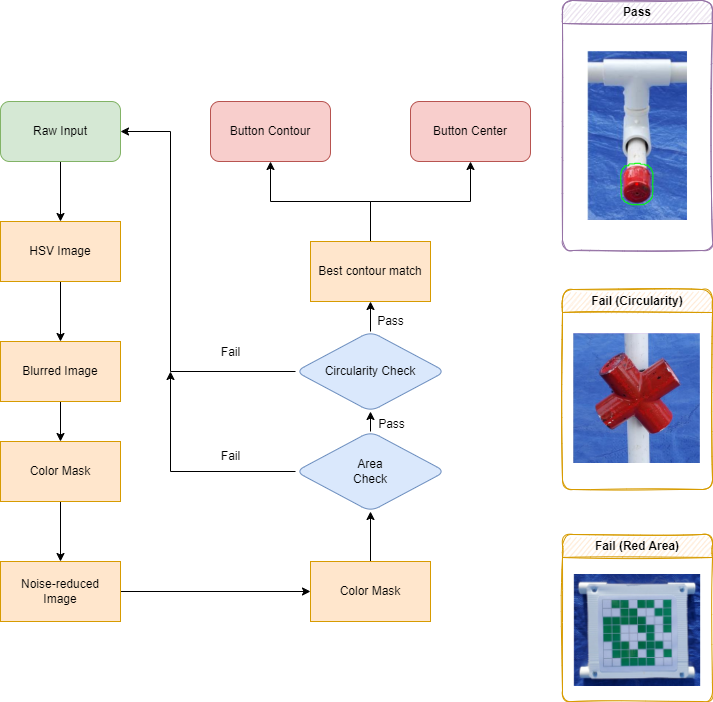 Pass
Raw Input
Button Contour
Button Center
HSV Image
Best contour match
Fail (Circularity)
Pass
Fail
Circularity Check
Blurred Image
Pass
Fail
Area
Check
Color Mask
Fail (Red Area)
Noise-reduced
Image
Color Mask